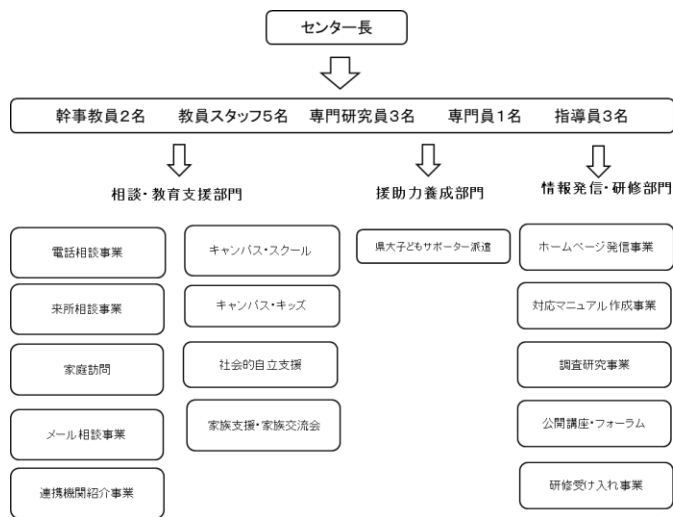 センター長
幹事教員2名　教員スタッフ5名　専門研究員3名　専門員1名　指導員3名
相談・教育支援部門
援助力養成部門
情報発信・研修部門
電話相談事業
来所相談事業
家庭訪問
メール相談事業
連携機関紹介事業
キャンパス・スクール
キャンパス・キッズ
社会的自立支援
家族支援・家族交流会
県大子どもサポーター派遣
ホームページ発信事業
対応マニュアル作成事業
調査研究事業
公開講座・フォーラム
研修受け入れ事業